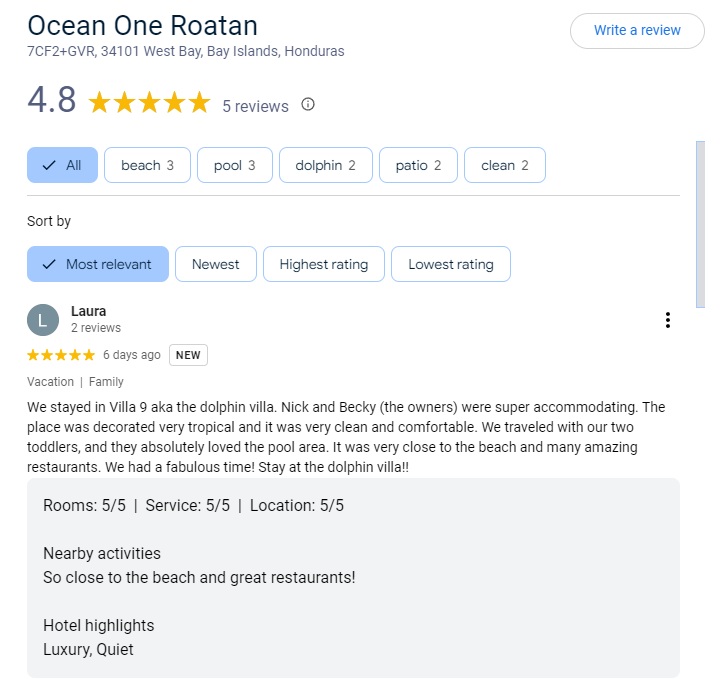 Ocean One Roatan
Write a review
7CF2+GVR, 34101 West Bay, Bay Islands, Honduras
4.8 5 reviews
All beach 3 pool 3 dolphin 2 patio 2 clean 2
Sort by
Most relevant Newest Highest rating Lowest rating
L Laura
2 reviews
6 days ago NEW
Vacation | Family
We stayed in Villa 9 aka the dolphin villa. Nick and Becky (the owners) were super accommodating. The
place was decorated very tropical and it was very clean and comfortable. We traveled with our two
toddlers, and they absolutely loved the pool area. It was very close to the beach and many amazing
restaurants. We had a fabulous time! Stay at the dolphin villa!!
Rooms: 5/5 | Service: 5/5 | Location: 5/5
Nearby activities
So close to the beach and great restaurants!
Hotel highlights
Luxury, Quiet